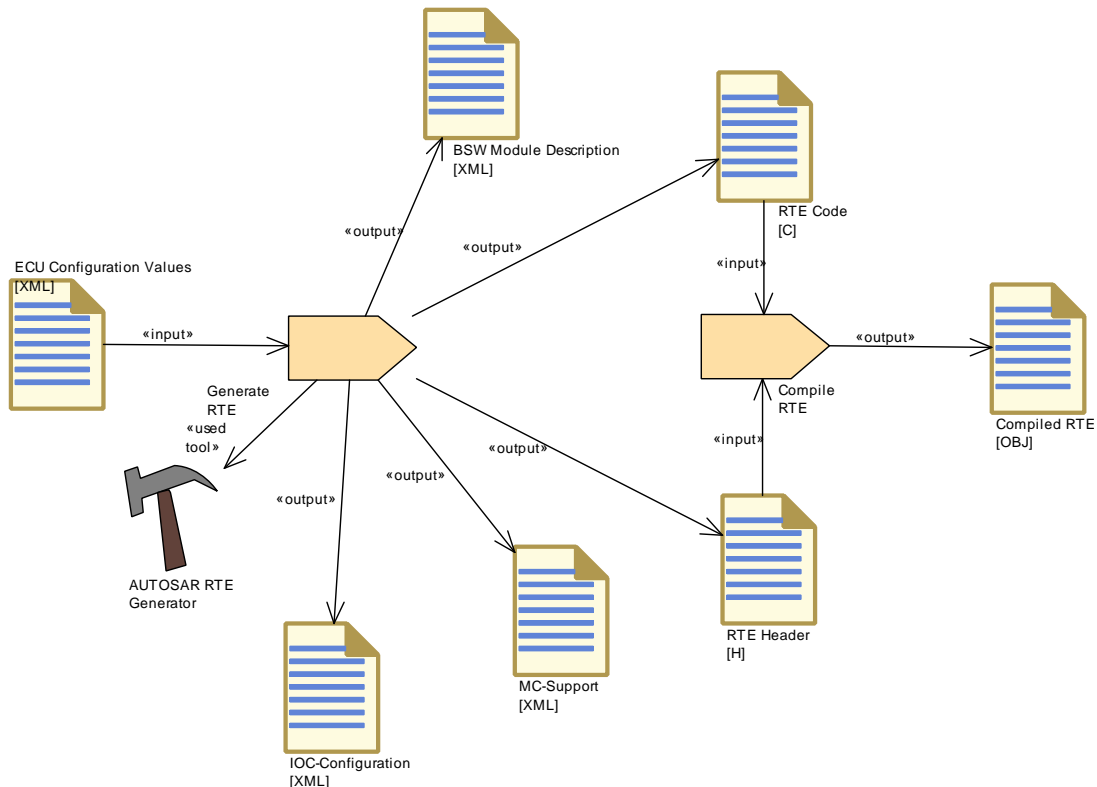 BSW Module Description
[XML]
RTE Code
[C]
«output»
«output»
ECU Configuration Values
[XML]
«input»
«input»
«output»
Generate
RTE
«used
tool»
Compile
RTE
Compiled RTE
[OBJ]
«output»
«output»
«output»
«input»
AUTOSAR RTE
Generator
RTE Header
[H]
MC-Support
[XML]
IOC-Configuration
[XML]